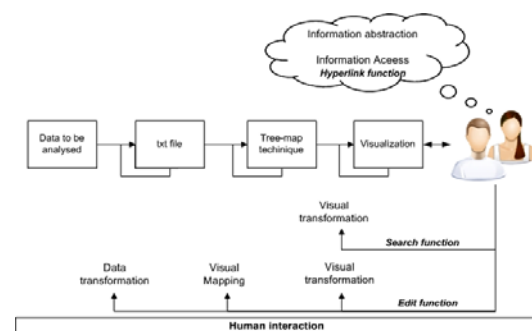 Information abstraction
Information Aceess
Hyperlink function
Data to be
analysed
txt file
Tree-map
techinique
Visualization
Visual
transformation
Search function
Data
transformation
Visual
Mapping
Visual
transformation
Edit function
Human interaction